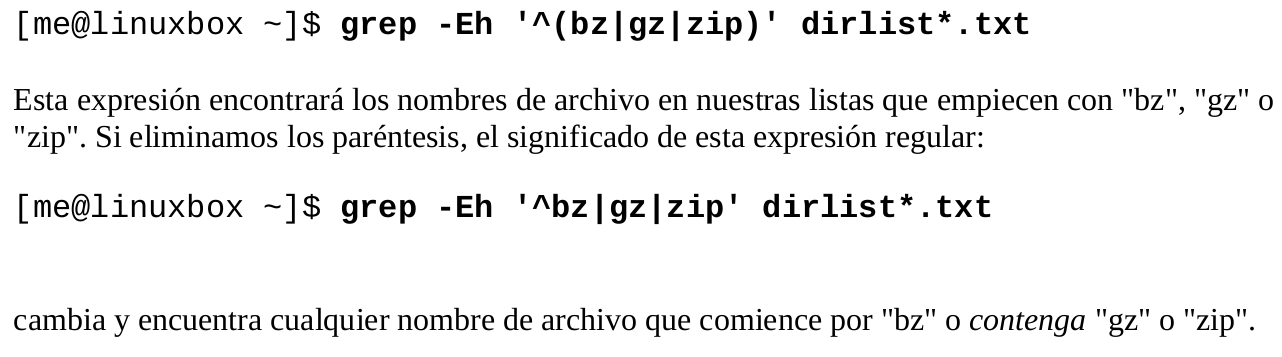 [me@linuxbox ~]$ grep -Eh '^(bz|gz|zip)' dirlist*.txt
Esta expresión encontrará los nombres de archivo en nuestras listas que empiecen con "bz", "gz" o
"zip". Si eliminamos los paréntesis, el significado de esta expresión regular:
[me@linuxbox ~]$ grep -Eh '^bz|gz|zip' dirlist*.txt
cambia y encuentra cualquier nombre de archivo que comience por "bz" o contenga "gz" o "zip".